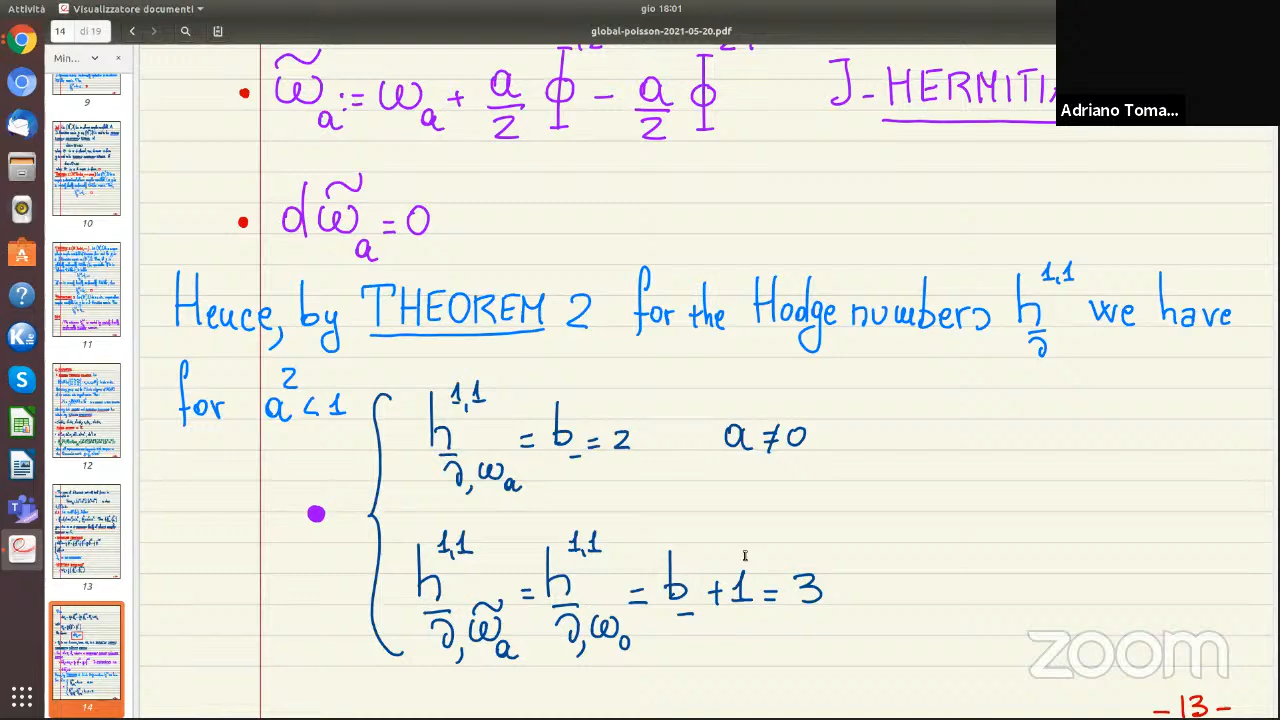 Attività Visualizzatore documenti gio 18:01
14 di 19 global-poisson-2021-05-20.pdf
Min...
Adriano Toma...
• ω̃_a := ω_a + a/2 Φ^12 − a/2 Φ J-HERMITIA
• dω̃_a = 0
Hence, by THEOREM 2 for the Hodge numbers h^{1,1}_{∂̄} we have
for a² < 1
h^{1,1}_{∂̄,ω_a} = b_− = 2 a ≠ 0
h^{1,1}_{∂̄,ω̃_a} = h^{1,1}_{∂̄,ω_0} = b_− + 1 = 3
9
10
11
12
13
14
zoom
-13-